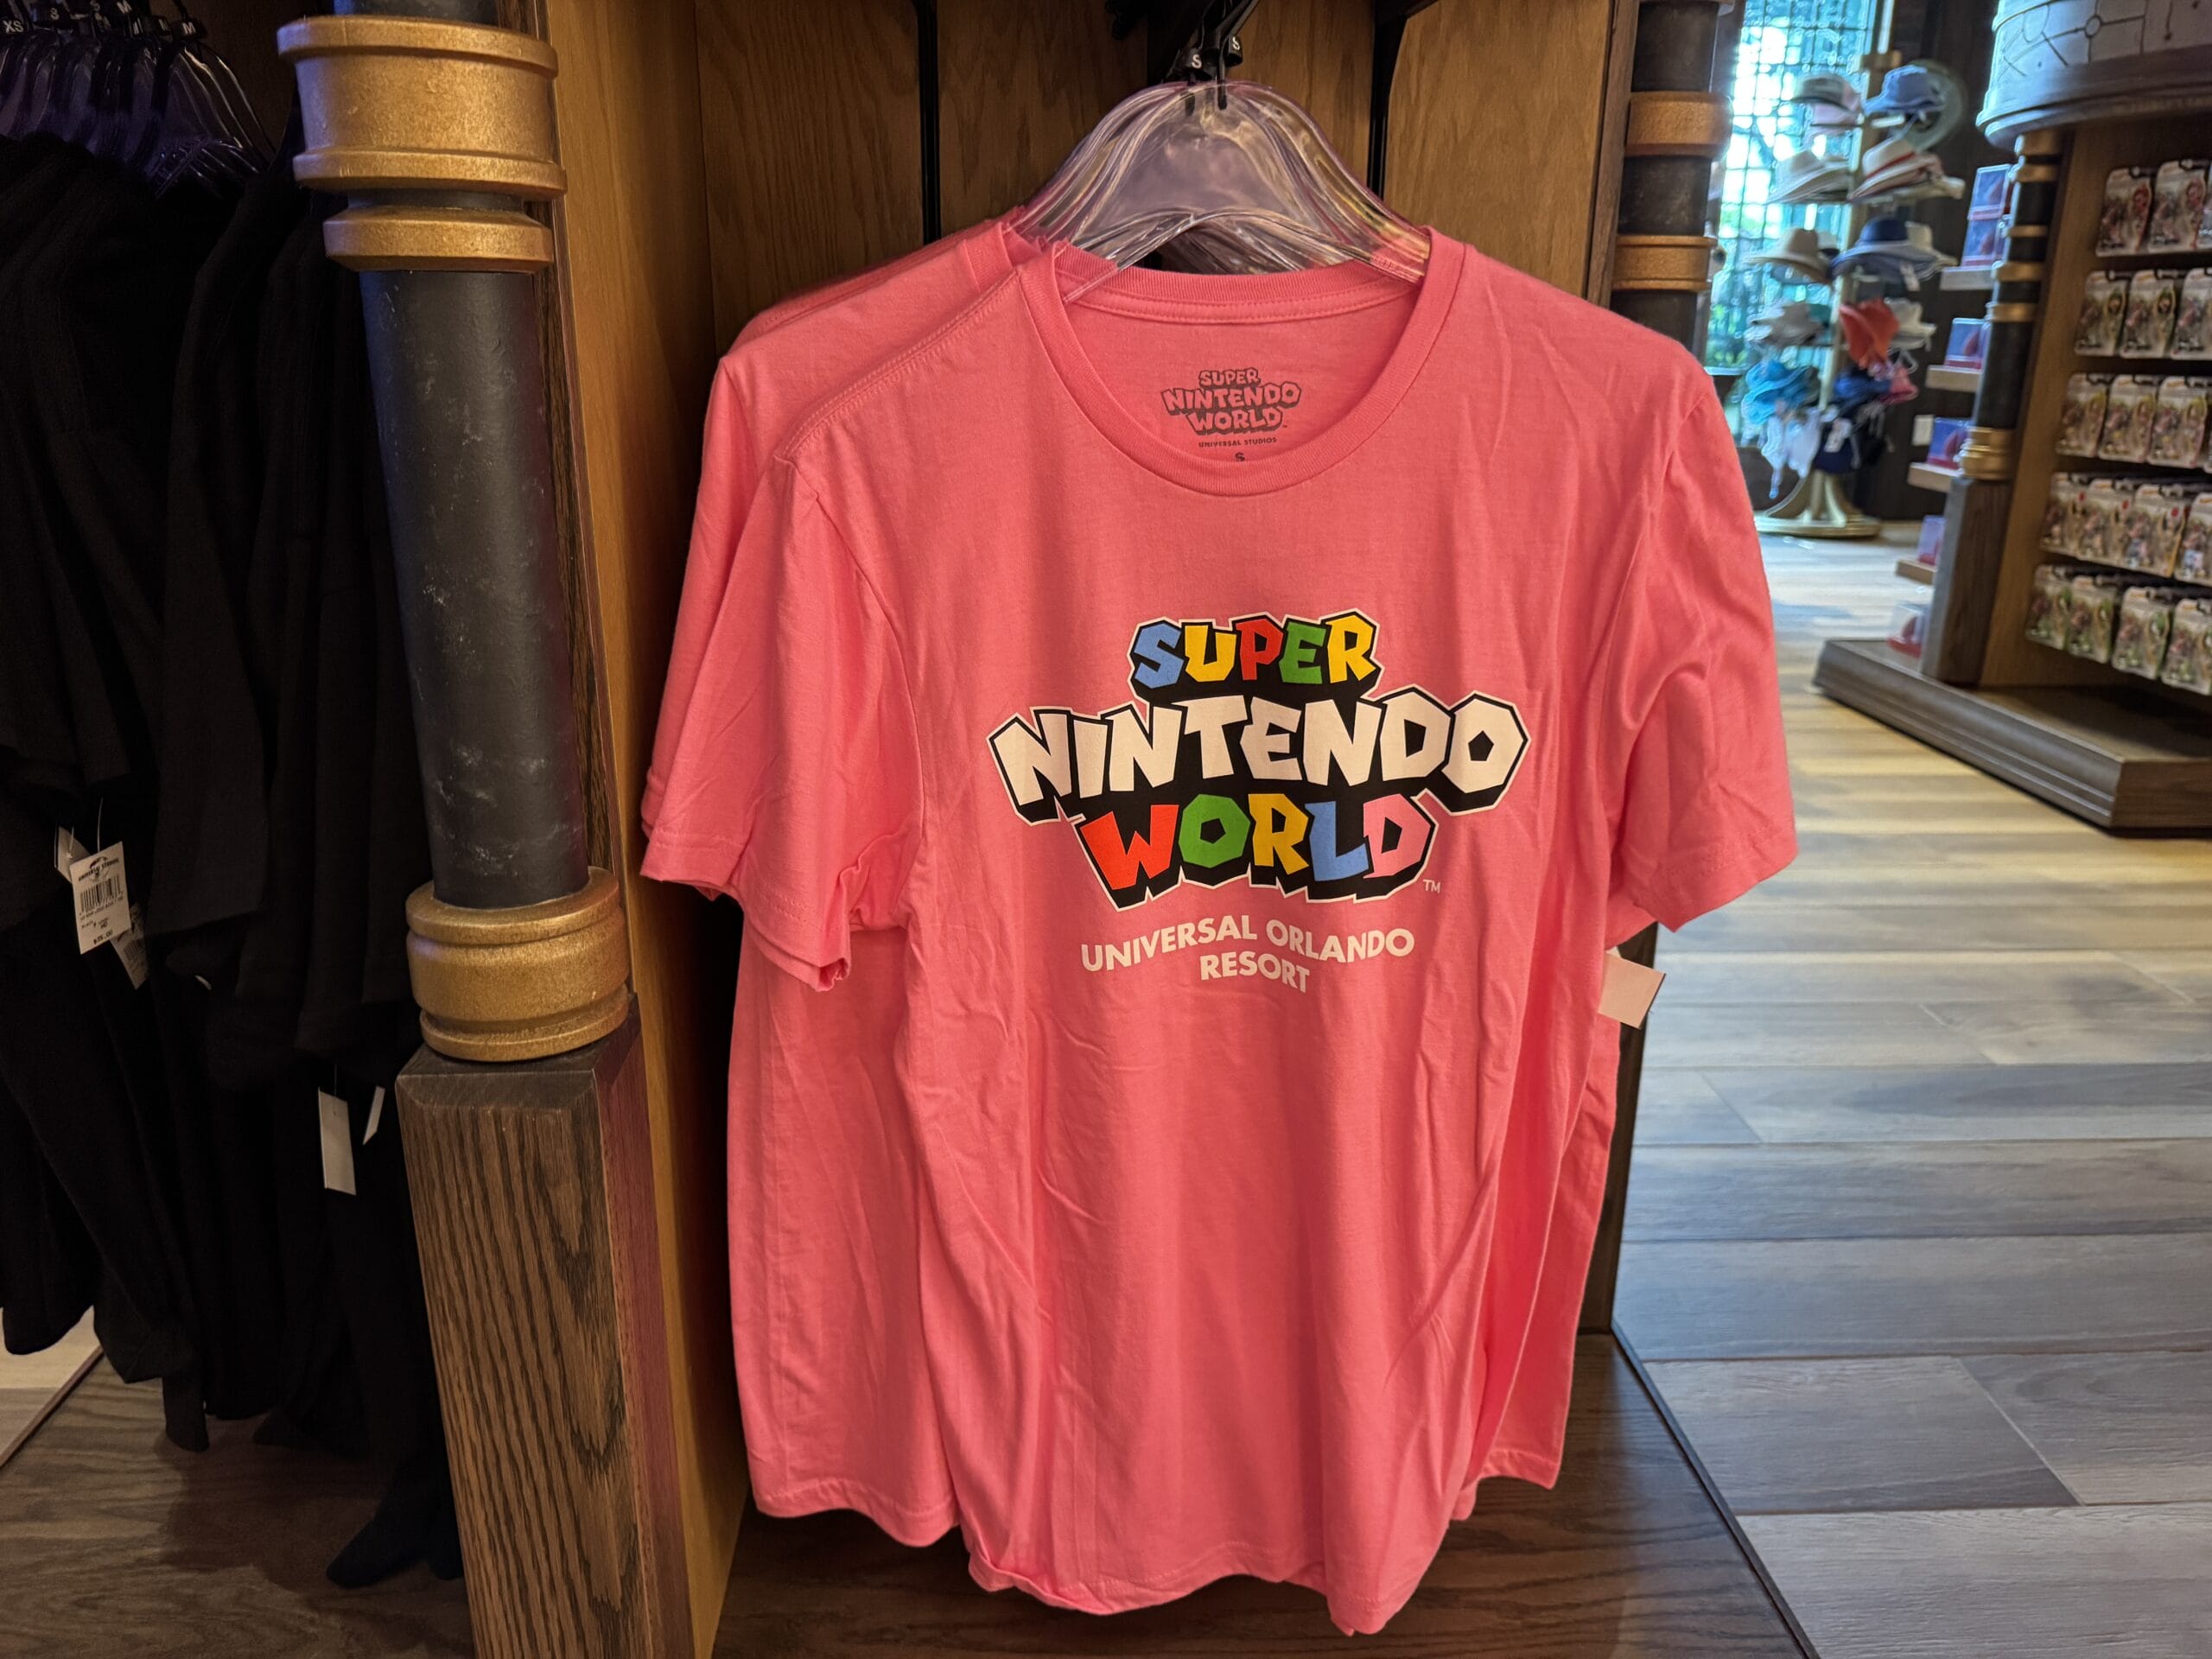 XS
S
S
M
M
S
S
SUPER
NINTENDO
WORLD
UNIVERSAL STUDIOS
S
SUPER
NINTENDO
WORLD
TM
UNIVERSAL ORLANDO
RESORT